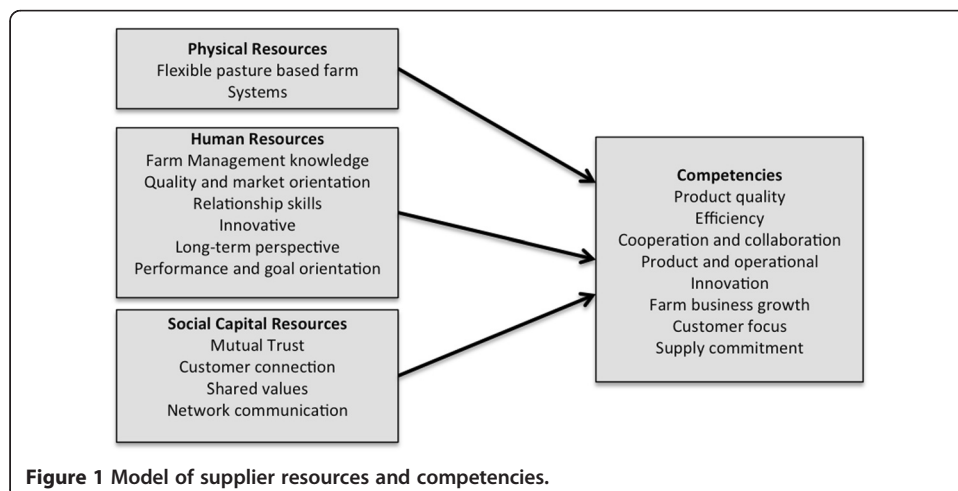 Physical Resources
Flexible pasture based farm
Systems
Human Resources
Farm Management knowledge
Quality and market orientation
Relationship skills
Innovative
Long-term perspective
Performance and goal orientation
Social Capital Resources
Mutual Trust
Customer connection
Shared values
Network communication
Competencies
Product quality
Efficiency
Cooperation and collaboration
Product and operational
Innovation
Farm business growth
Customer focus
Supply commitment
Figure 1 Model of supplier resources and competencies.